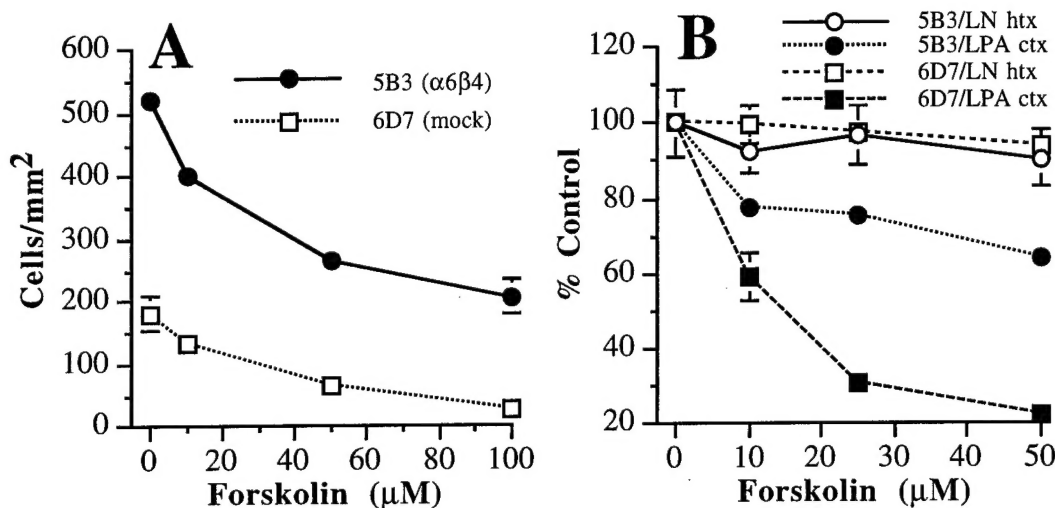 A
600
500
400
300
200
100
0
Cells/mm2
5B3 (α6β4)
6D7 (mock)
0 20 40 60 80 100
Forskolin (μM)
B
5B3/LN htx
5B3/LPA ctx
6D7/LN htx
6D7/LPA ctx
120
100
80
60
40
20
% Control
0 10 20 30 40 50
Forskolin (μM)